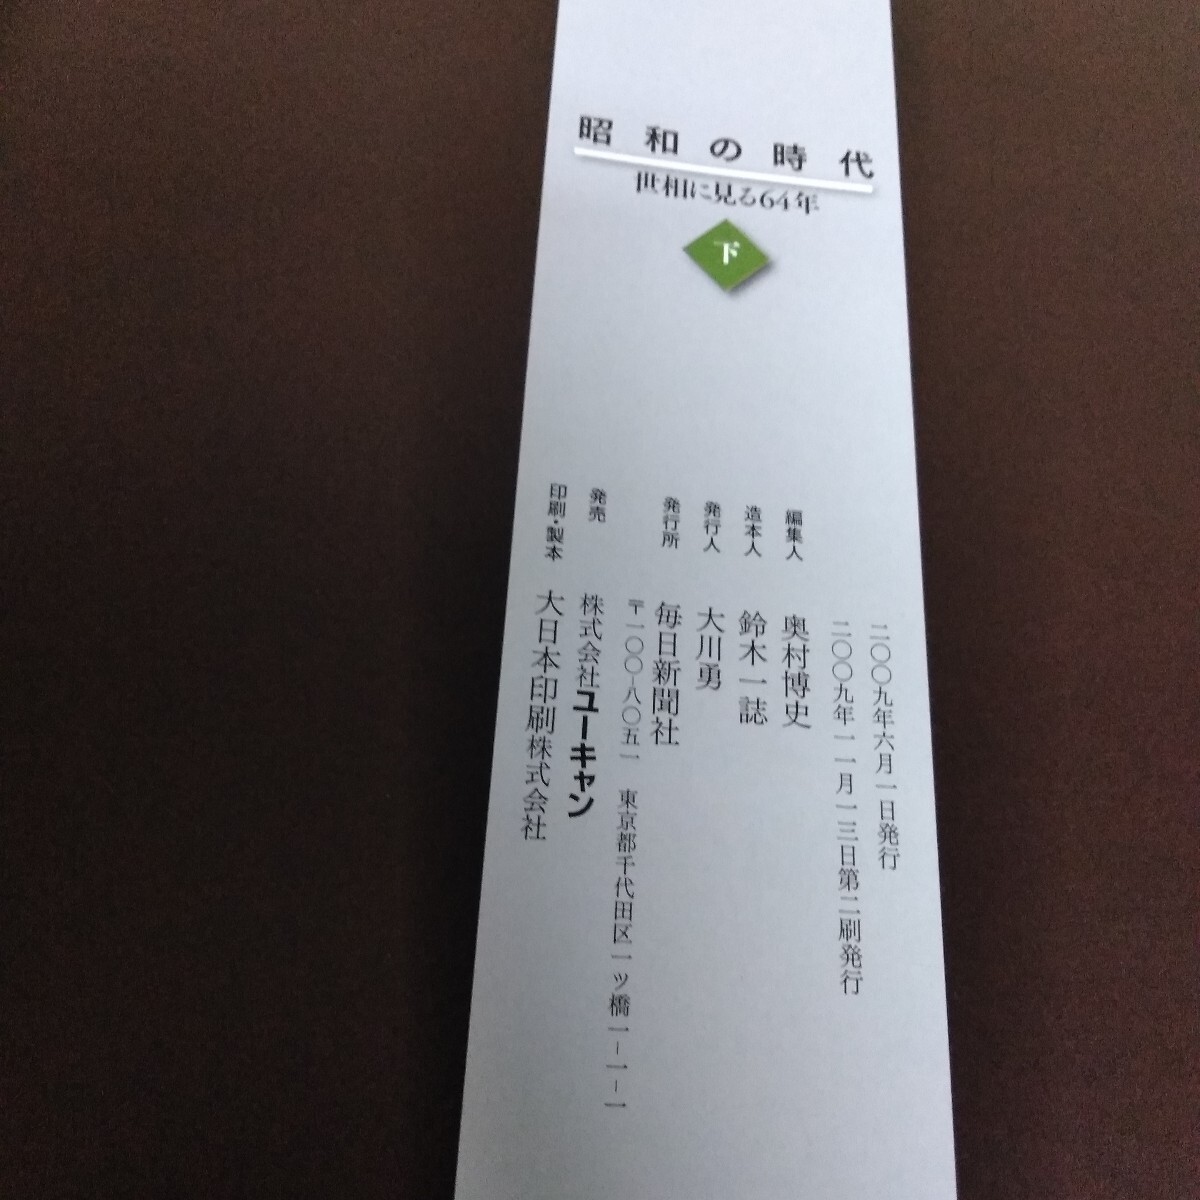 昭和の時代
世相に見る64年
下
二〇〇九年六月一日発行
二〇〇九年一一月一三日第二刷発行
編集人 奥村博史
造本人 鈴木一誌
発行人 大川勇
発行所 毎日新聞社
〒一〇〇-八〇五一 東京都千代田区一ツ橋一-一-一
発売 株式会社ユーキャン
印刷・製本 大日本印刷株式会社